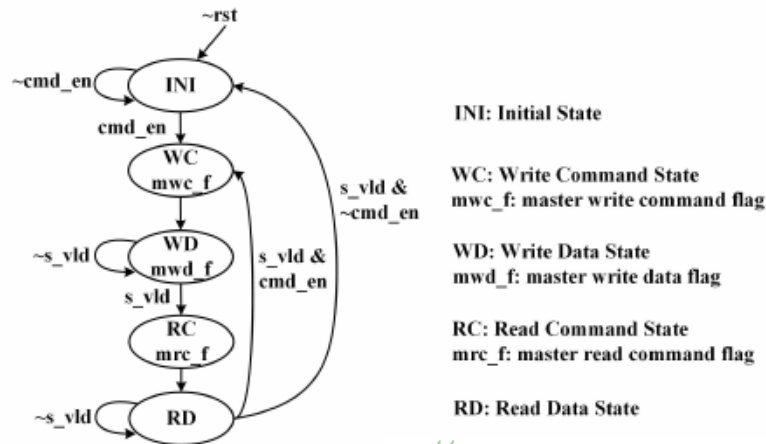 ~rst
~cmd_en
INI
cmd_en
WC
mwc_f
s_vld &
~cmd_en
~s_vld
WD
mwd_f
s_vld &
cmd_en
s_vld
RC
mrc_f
~s_vld
RD
INI: Initial State
WC: Write Command State
mwc_f: master write command flag
WD: Write Data State
mwd_f: master write data flag
RC: Read Command State
mrc_f: master read command flag
RD: Read Data State